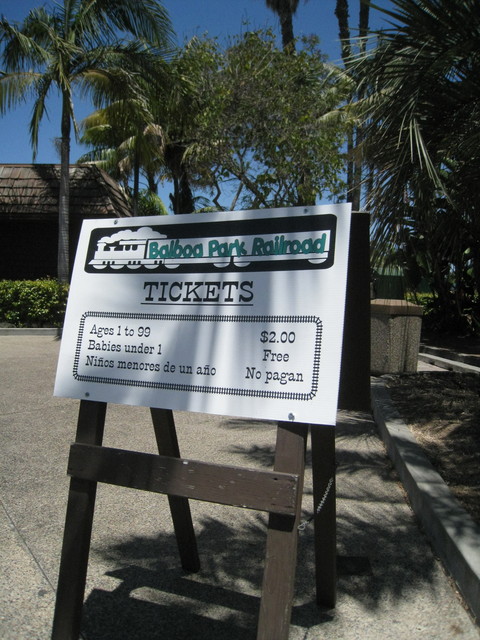 Balboa Park Railroad
TICKETS
Ages 1 to 99 $2.00
Babies under 1 Free
Niños menores de un año No pagan